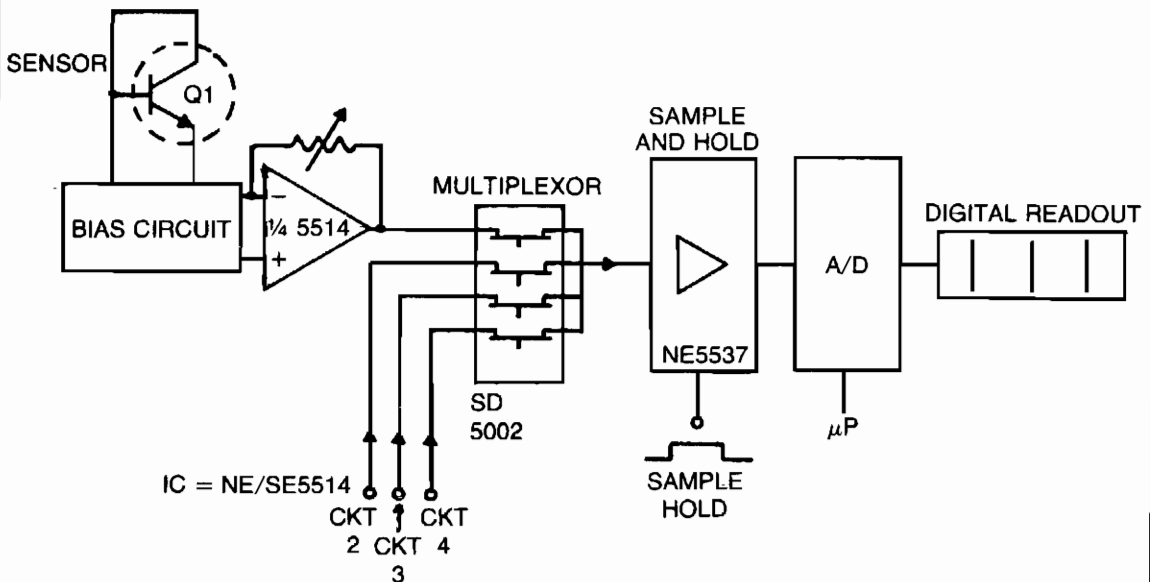 SENSOR
Q1
BIAS CIRCUIT
−
¼ 5514
+
MULTIPLEXOR
SD
5002
IC = NE/SE5514
CKT
2
CKT
3
CKT
4
SAMPLE
AND HOLD
NE5537
SAMPLE
HOLD
A/D
μP
DIGITAL READOUT